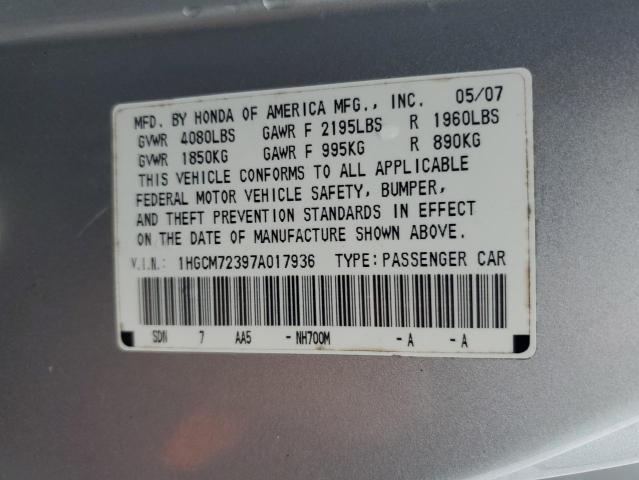 MFD. BY HONDA OF AMERICA MFG., INC. 05/07
GVWR 4080LBS GAWR F 2195LBS R 1960LBS
GVWR 1850KG GAWR F 995KG R 890KG
THIS VEHICLE CONFORMS TO ALL APPLICABLE
FEDERAL MOTOR VEHICLE SAFETY, BUMPER,
AND THEFT PREVENTION STANDARDS IN EFFECT
ON THE DATE OF MANUFACTURE SHOWN ABOVE.
V.I.N.: 1HGCM72397A017936 TYPE: PASSENGER CAR
SDN 7 AA5 - NH700M - A - A